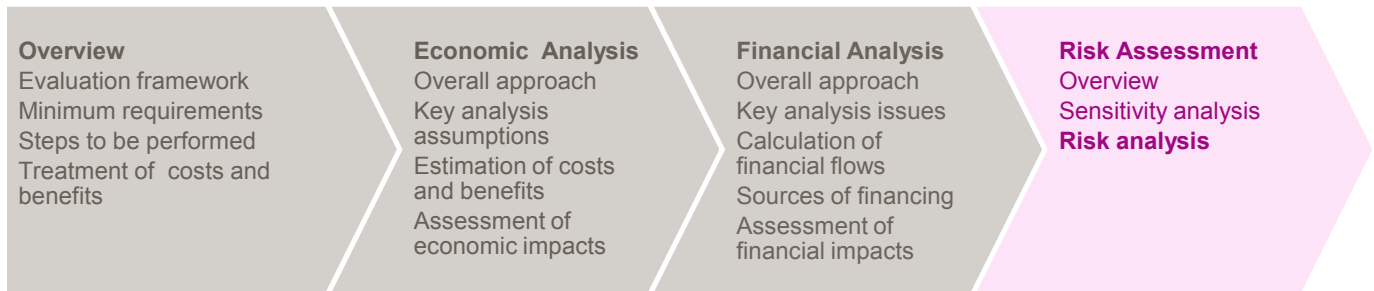 Overview
Evaluation framework
Minimum requirements
Steps to be performed
Treatment of costs and
benefits
Economic Analysis
Overall approach
Key analysis
assumptions
Estimation of costs
and benefits
Assessment of
economic impacts
Financial Analysis
Overall approach
Key analysis issues
Calculation of
financial flows
Sources of financing
Assessment of
financial impacts
Risk Assessment
Overview
Sensitivity analysis
Risk analysis